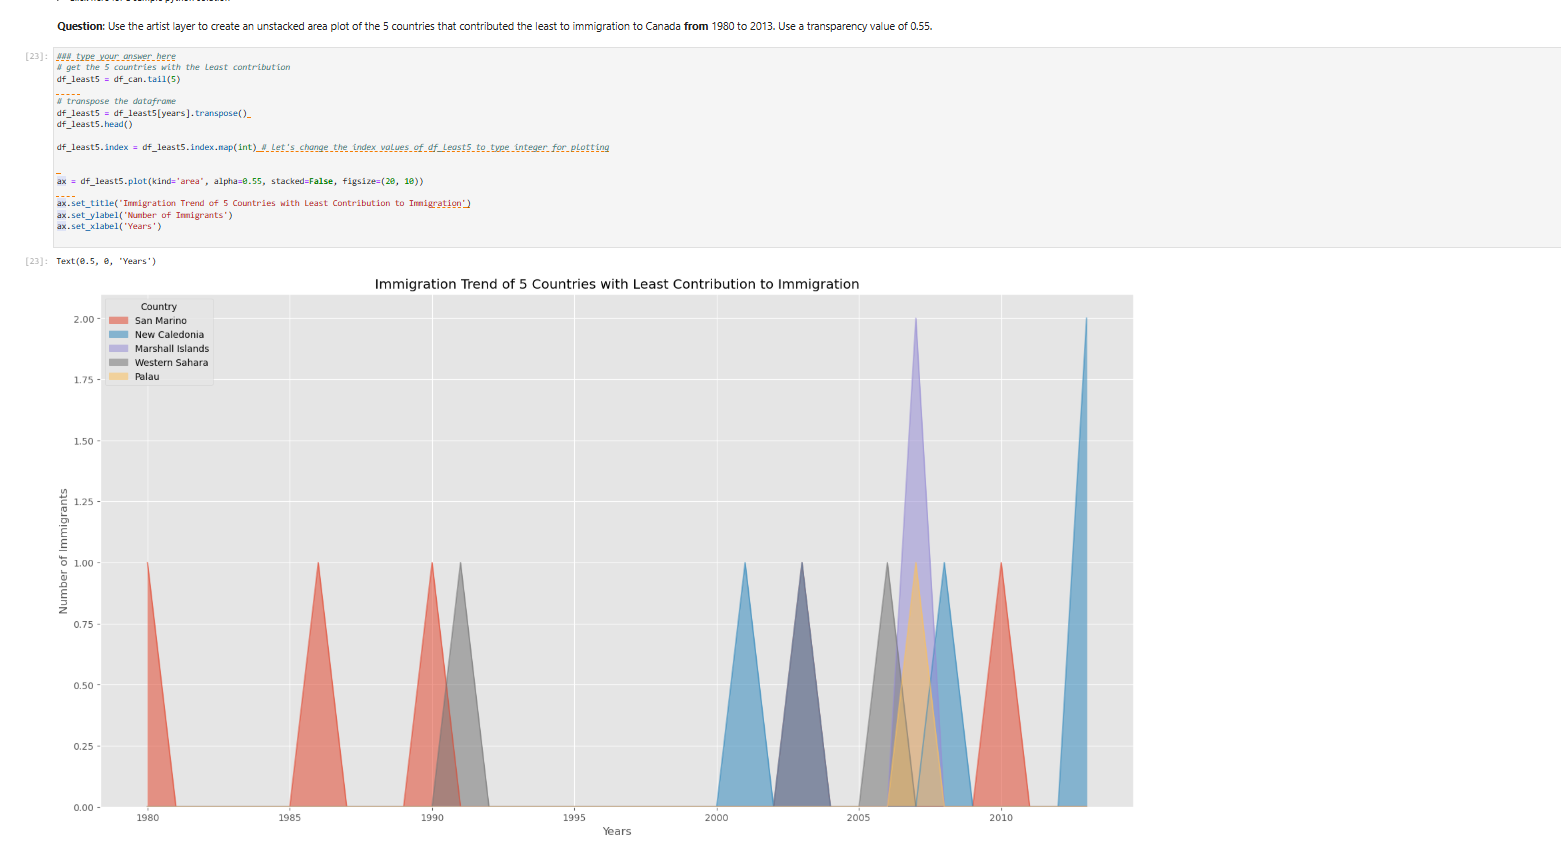 Question: Use the artist layer to create an unstacked area plot of the 5 countries that contributed the least to immigration to Canada from 1980 to 2013. Use a transparency value of 0.55.
[23]:
### type your answer here
# get the 5 countries with the Least contribution
df_least5 = df_can.tail(5)
# transpose the dataframe
df_least5 = df_least5[years].transpose()
df_least5.head()
df_least5.index = df_least5.index.map(int) # Let's change the index values of df_least5 to type integer for plotting
ax = df_least5.plot(kind='area', alpha=0.55, stacked=False, figsize=(20, 10))
ax.set_title('Immigration Trend of 5 Countries with Least Contribution to Immigration')
ax.set_ylabel('Number of Immigrants')
ax.set_xlabel('Years')
[23]: Text(0.5, 0, 'Years')
Immigration Trend of 5 Countries with Least Contribution to Immigration
Country
San Marino
New Caledonia
Marshall Islands
Western Sahara
Palau
2.00
1.75
1.50
1.25
1.00
0.75
0.50
0.25
0.00
Number of Immigrants
1980 1985 1990 1995 2000 2005 2010
Years